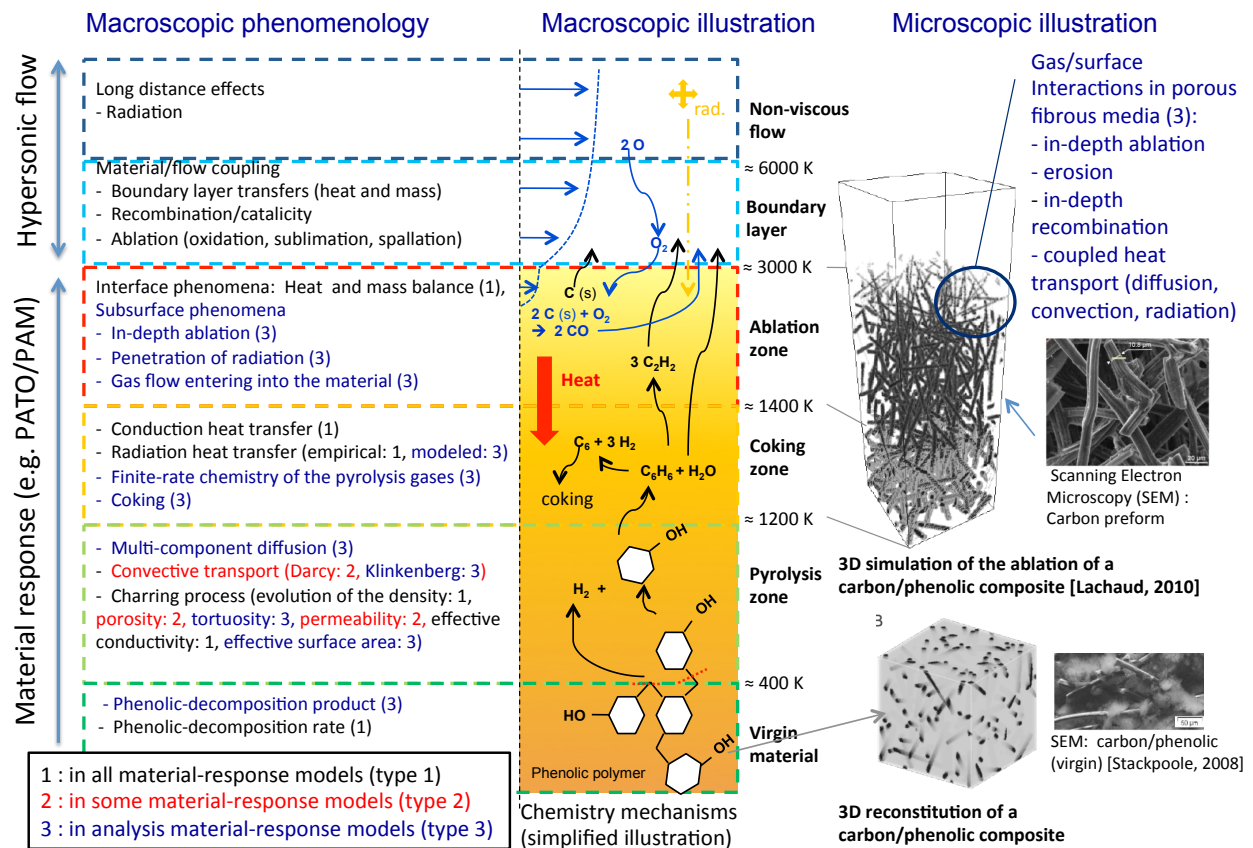 Macroscopic phenomenology
Macroscopic illustration
Microscopic illustration
Hypersonic flow
Material response (e.g. PATO/PAM)
Long distance effects
- Radiation
Material/flow coupling
- Boundary layer transfers (heat and mass)
- Recombination/catalicity
- Ablation (oxidation, sublimation, spallation)
Interface phenomena: Heat and mass balance (1),
Subsurface phenomena
- In-depth ablation (3)
- Penetration of radiation (3)
- Gas flow entering into the material (3)
- Conduction heat transfer (1)
- Radiation heat transfer (empirical: 1, modeled: 3)
- Finite-rate chemistry of the pyrolysis gases (3)
- Coking (3)
- Multi-component diffusion (3)
- Convective transport (Darcy: 2, Klinkenberg: 3)
- Charring process (evolution of the density: 1,
porosity: 2, tortuosity: 3, permeability: 2, effective
conductivity: 1, effective surface area: 3)
- Phenolic-decomposition product (3)
- Phenolic-decomposition rate (1)
1 : in all material-response models (type 1)
2 : in some material-response models (type 2)
3 : in analysis material-response models (type 3)
rad.
2 O
O₂
C (s)
2 C (s) + O₂
→ 2 CO
3 C₂H₂
Heat
C₆ + 3 H₂
C₆H₆ + H₂O
coking
OH
H₂ +
OH
HO
OH
Phenolic polymer
Chemistry mechanisms
(simplified illustration)
Non-viscous
flow
≈ 6000 K
Boundary
layer
≈ 3000 K
Ablation
zone
≈ 1400 K
Coking
zone
≈ 1200 K
Pyrolysis
zone
≈ 400 K
Virgin
material
Gas/surface
Interactions in porous
fibrous media (3):
- in-depth ablation
- erosion
- in-depth
recombination
- coupled heat
transport (diffusion,
convection, radiation)
10.8 µm
20 µm
Scanning Electron
Microscopy (SEM) :
Carbon preform
3D simulation of the ablation of a
carbon/phenolic composite [Lachaud, 2010]
50 µm
SEM: carbon/phenolic
(virgin) [Stackpoole, 2008]
3D reconstitution of a
carbon/phenolic composite